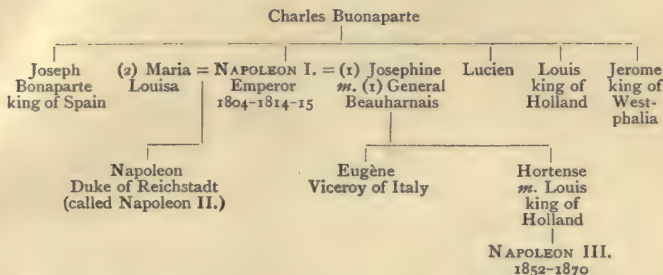 Charles Buonaparte
Joseph (2) Maria = NAPOLEON I. = (1) Josephine Lucien Louis Jerome
Bonaparte Louisa Emperor m. (1) General king of king of
king of Spain 1804-1814-15 Beauharnais Holland West-
phalia
Napoleon Eugène Hortense
Duke of Reichstadt Viceroy of Italy m. Louis
(called Napoleon II.) king of
Holland
NAPOLEON III.
1852-1870